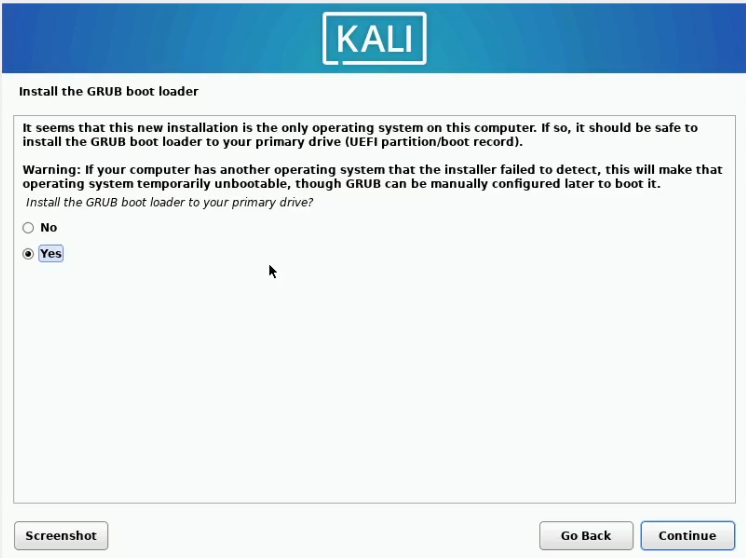 KALI
Install the GRUB boot loader
It seems that this new installation is the only operating system on this computer. If so, it should be safe to
install the GRUB boot loader to your primary drive (UEFI partition/boot record).
Warning: If your computer has another operating system that the installer failed to detect, this will make that
operating system temporarily unbootable, though GRUB can be manually configured later to boot it.
Install the GRUB boot loader to your primary drive?
No
Yes
Screenshot
Go Back
Continue